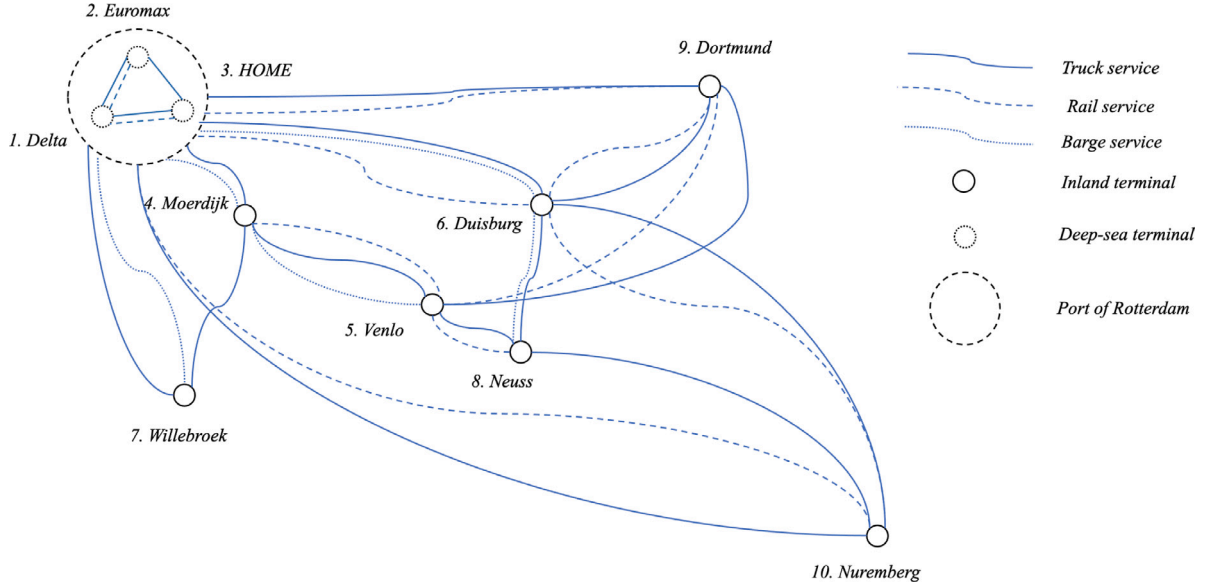 2. Euromax
3. HOME
1. Delta
4. Moerdijk
9. Dortmund
6. Duisburg
5. Venlo
8. Neuss
7. Willebroek
10. Nuremberg
Truck service
Rail service
Barge service
Inland terminal
Deep-sea terminal
Port of Rotterdam